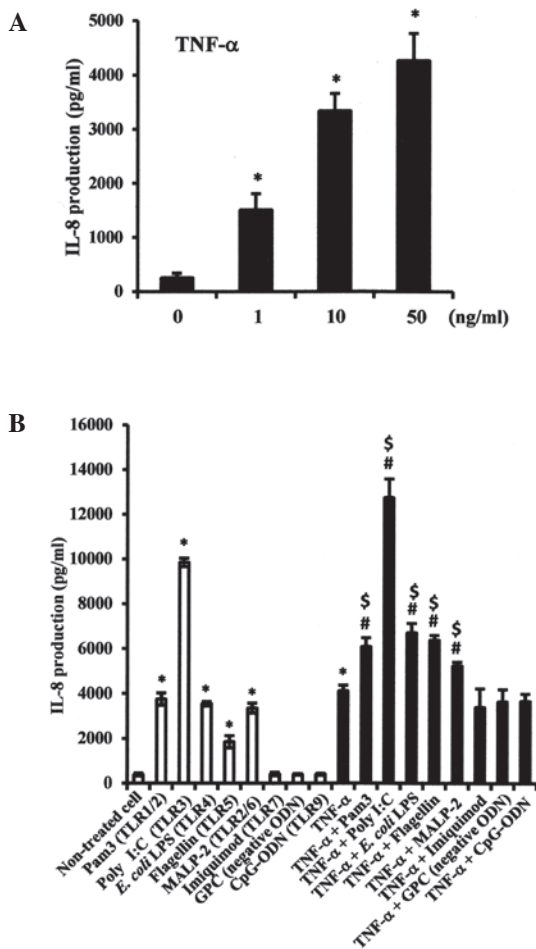 A
TNF-α
IL-8 production (pg/ml)
5000
4000
3000
2000
1000
0
*
*
*
0 1 10 50 (ng/ml)
B
IL-8 production (pg/ml)
16000
14000
12000
10000
8000
6000
4000
2000
0
*
*
*
*
*
*
$
#
$
#
$
#
$
#
$
#
Non-treated cell
Pam3 (TLR1/2)
Poly I:C (TLR3)
E. coli LPS (TLR4)
Flagellin (TLR5)
MALP-2 (TLR2/6)
Imiquimod (TLR7)
GPC (negative ODN)
CpG-ODN (TLR9)
TNF-α
TNF-α + Pam3
TNF-α + Poly I:C
TNF-α + E. coli LPS
TNF-α + Flagellin
TNF-α + MALP-2
TNF-α + Imiquimod
TNF-α + GPC (negative ODN)
TNF-α + CpG-ODN